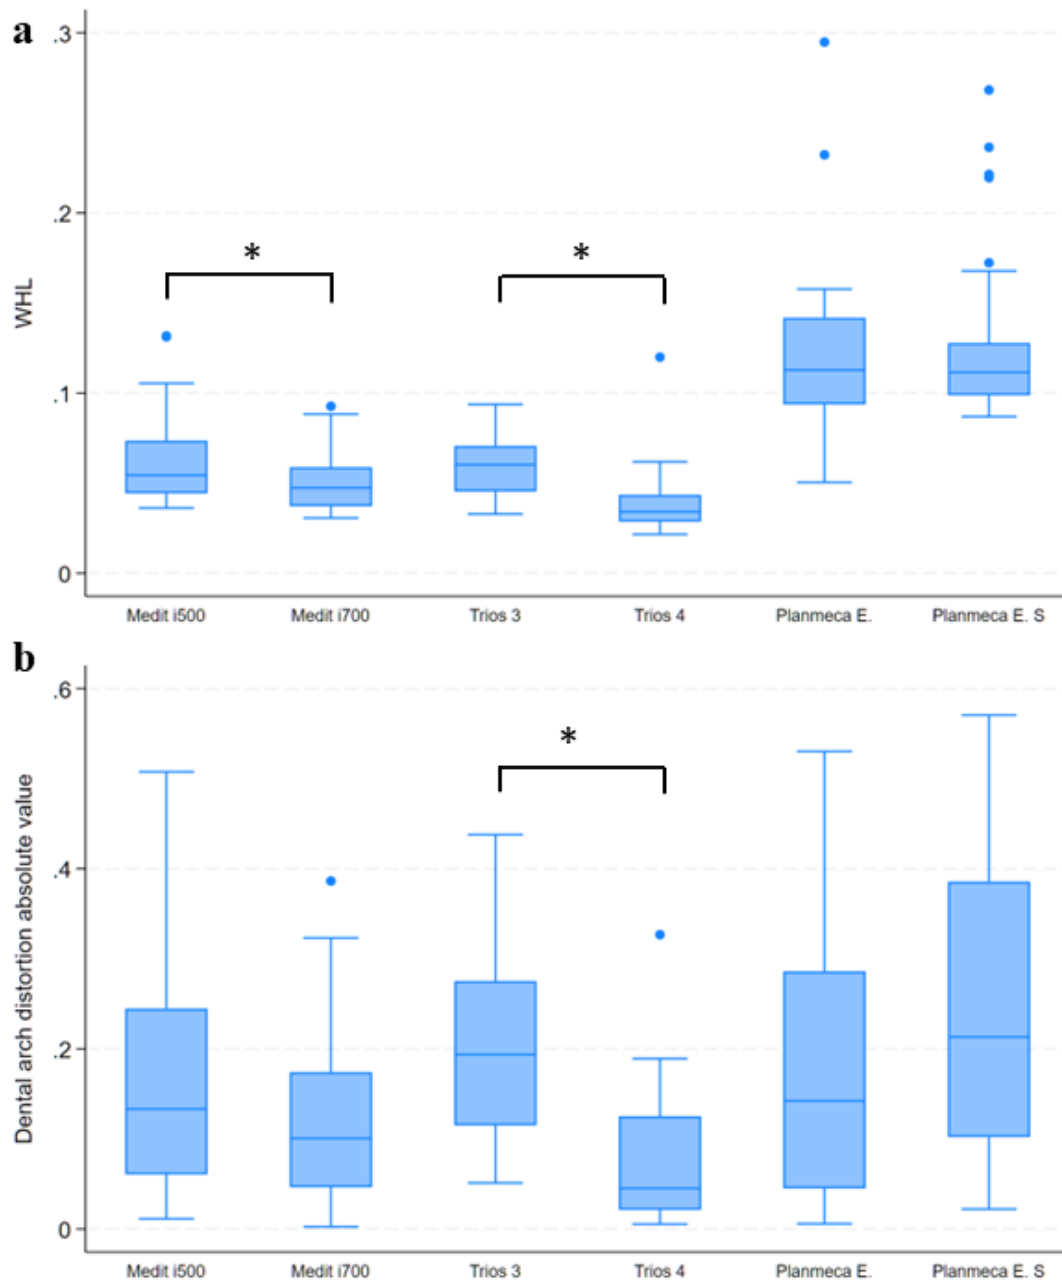 a
.3
.2
.1
0
WHL
*
*
Medit i500 Medit i700 Trios 3 Trios 4 Planmeca E. Planmeca E. S
b
.6
.4
.2
0
Dental arch distortion absolute value
*
Medit i500 Medit i700 Trios 3 Trios 4 Planmeca E. Planmeca E. S